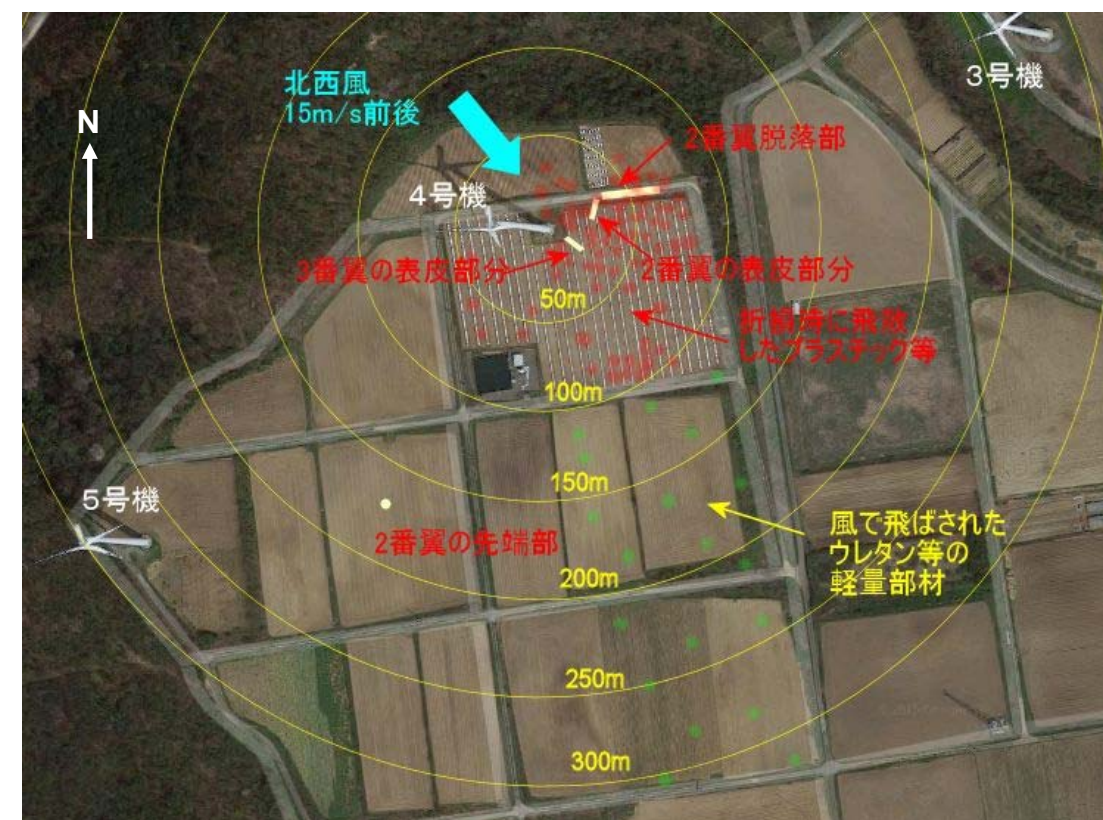 北西風
15m/s前後
3号機
N
2番翼脱落部
4号機
3番翼の表皮部分
2番翼の表皮部分
50m
折損時に飛散
したプラスチック等
100m
150m
5号機
2番翼の先端部
風で飛ばされた
ウレタン等の
軽量部材
200m
250m
300m